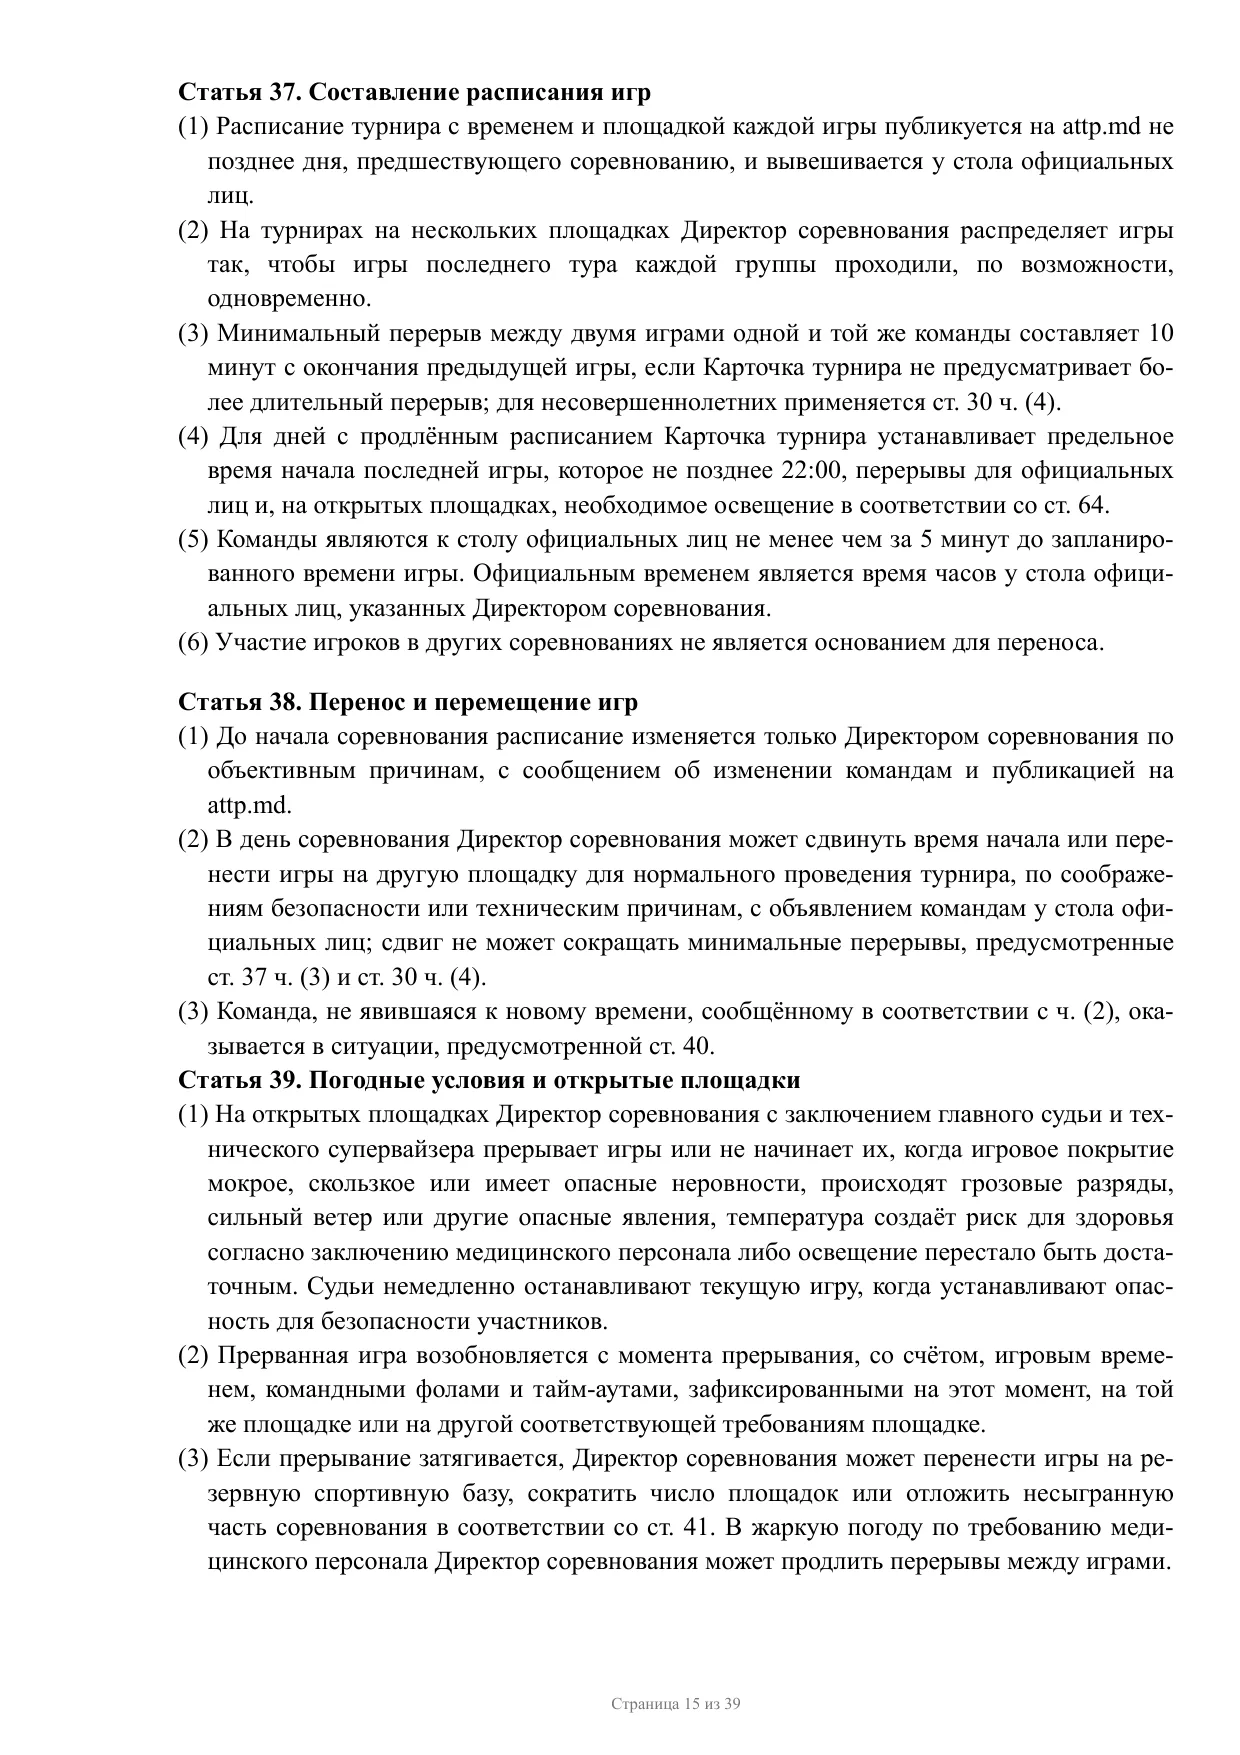 Статья 37. Составление расписания игр
(1) Расписание турнира с временем и площадкой каждой игры публикуется на attp.md не
позднее дня, предшествующего соревнованию, и вывешивается у стола официальных
лиц.
(2) На турнирах на нескольких площадках Директор соревнования распределяет игры
так, чтобы игры последнего тура каждой группы проходили, по возможности,
одновременно.
(3) Минимальный перерыв между двумя играми одной и той же команды составляет 10
минут с окончания предыдущей игры, если Карточка турнира не предусматривает бо-
лее длительный перерыв; для несовершеннолетних применяется ст. 30 ч. (4).
(4) Для дней с продлённым расписанием Карточка турнира устанавливает предельное
время начала последней игры, которое не позднее 22:00, перерывы для официальных
лиц и, на открытых площадках, необходимое освещение в соответствии со ст. 64.
(5) Команды являются к столу официальных лиц не менее чем за 5 минут до запланиро-
ванного времени игры. Официальным временем является время часов у стола офици-
альных лиц, указанных Директором соревнования.
(6) Участие игроков в других соревнованиях не является основанием для переноса.
Статья 38. Перенос и перемещение игр
(1) До начала соревнования расписание изменяется только Директором соревнования по
объективным причинам, с сообщением об изменении командам и публикацией на
attp.md.
(2) В день соревнования Директор соревнования может сдвинуть время начала или пере-
нести игры на другую площадку для нормального проведения турнира, по соображе-
ниям безопасности или техническим причинам, с объявлением командам у стола офи-
циальных лиц; сдвиг не может сокращать минимальные перерывы, предусмотренные
ст. 37 ч. (3) и ст. 30 ч. (4).
(3) Команда, не явившаяся к новому времени, сообщённому в соответствии с ч. (2), ока-
зывается в ситуации, предусмотренной ст. 40.
Статья 39. Погодные условия и открытые площадки
(1) На открытых площадках Директор соревнования с заключением главного судьи и тех-
нического супервайзера прерывает игры или не начинает их, когда игровое покрытие
мокрое, скользкое или имеет опасные неровности, происходят грозовые разряды,
сильный ветер или другие опасные явления, температура создаёт риск для здоровья
согласно заключению медицинского персонала либо освещение перестало быть доста-
точным. Судьи немедленно останавливают текущую игру, когда устанавливают опас-
ность для безопасности участников.
(2) Прерванная игра возобновляется с момента прерывания, со счётом, игровым време-
нем, командными фолами и тайм-аутами, зафиксированными на этот момент, на той
же площадке или на другой соответствующей требованиям площадке.
(3) Если прерывание затягивается, Директор соревнования может перенести игры на ре-
зервную спортивную базу, сократить число площадок или отложить несыгранную
часть соревнования в соответствии со ст. 41. В жаркую погоду по требованию меди-
цинского персонала Директор соревнования может продлить перерывы между играми.
Страница 15 из 39